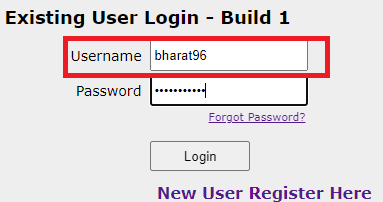 Existing User Login - Build 1
Username bharat96
Password •••••••••••
Forgot Password?
Login
New User Register Here